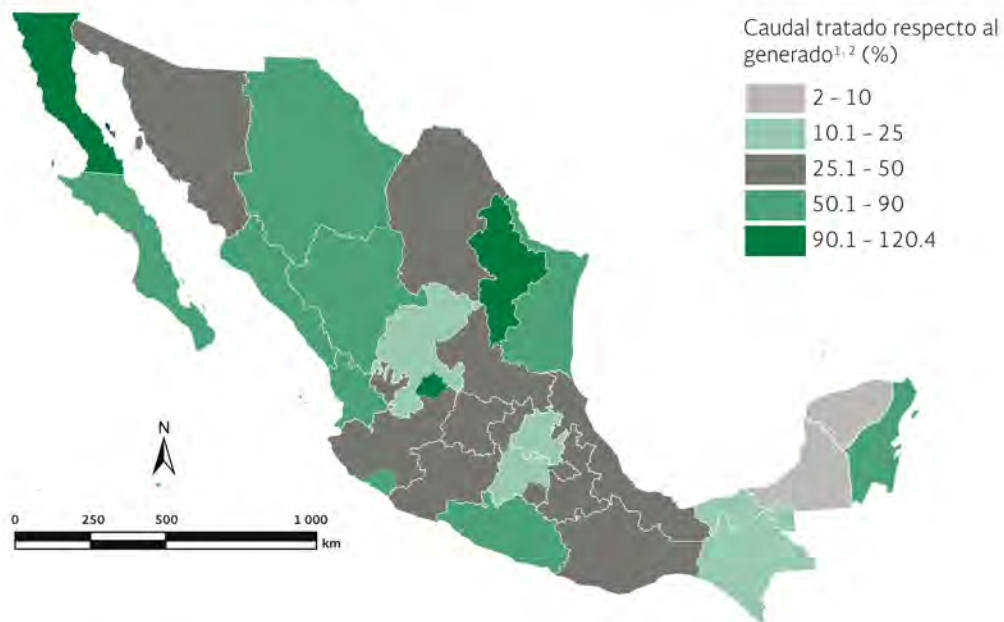 Caudal tratado respecto al
generado¹, ² (%)
2 – 10
10.1 – 25
25.1 – 50
50.1 – 90
90.1 – 120.4
N
0 250 500 1 000
km